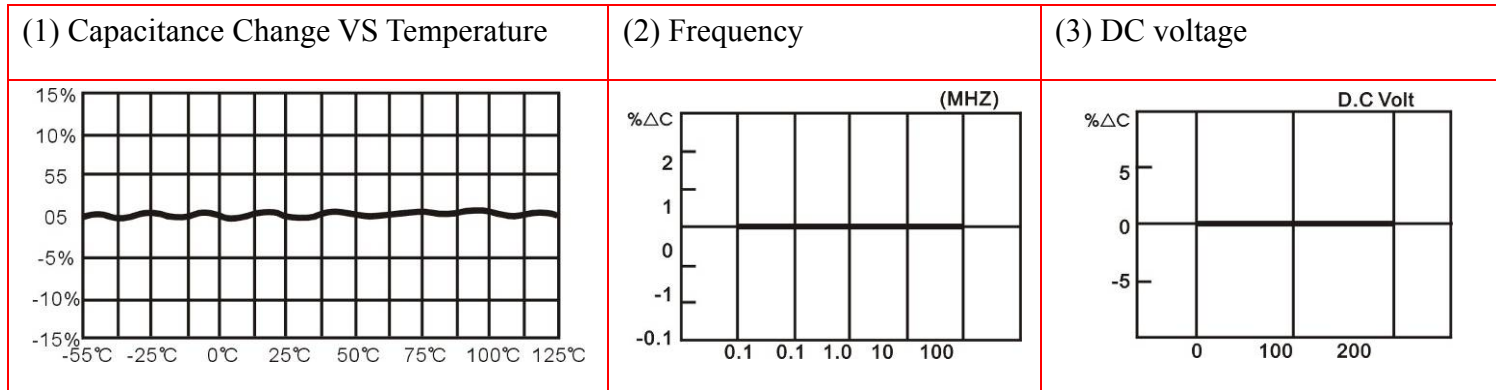 (1) Capacitance Change VS Temperature
(2) Frequency
(3) DC voltage
15%
10%
55
05
-5%
-10%
-15%
-55℃ -25℃ 0℃ 25℃ 50℃ 75℃ 100℃ 125℃
(MHZ)
%△C
2
1
0
-1
-0.1
0.1 0.1 1.0 10 100
D.C Volt
%△C
5
0
-5
0 100 200